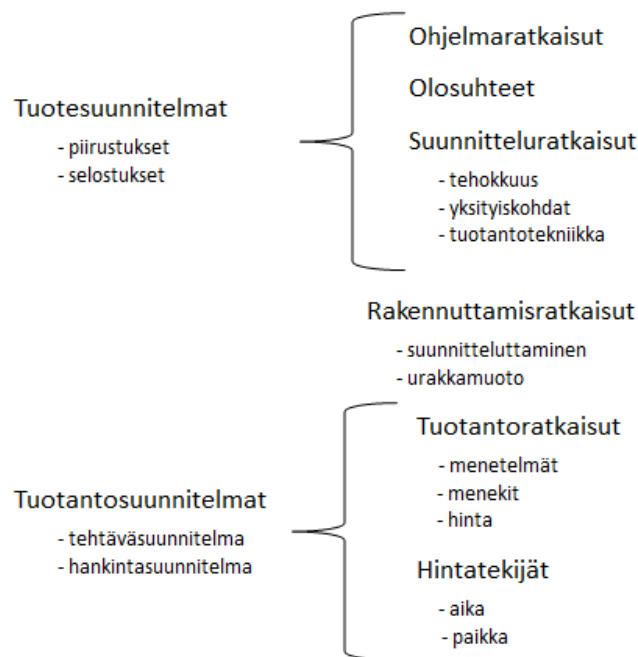 Tuotesuunnitelmat
- piirustukset
- selostukset
Ohjelmaratkaisut
Olosuhteet
Suunnitteluratkaisut
- tehokkuus
- yksityiskohdat
- tuotantotekniikka
Rakennuttamisratkaisut
- suunnitteluttaminen
- urakkamuoto
Tuotantosuunnitelmat
- tehtäväsuunnitelma
- hankintasuunnitelma
Tuotantoratkaisut
- menetelmät
- menekit
- hinta
Hintatekijät
- aika
- paikka